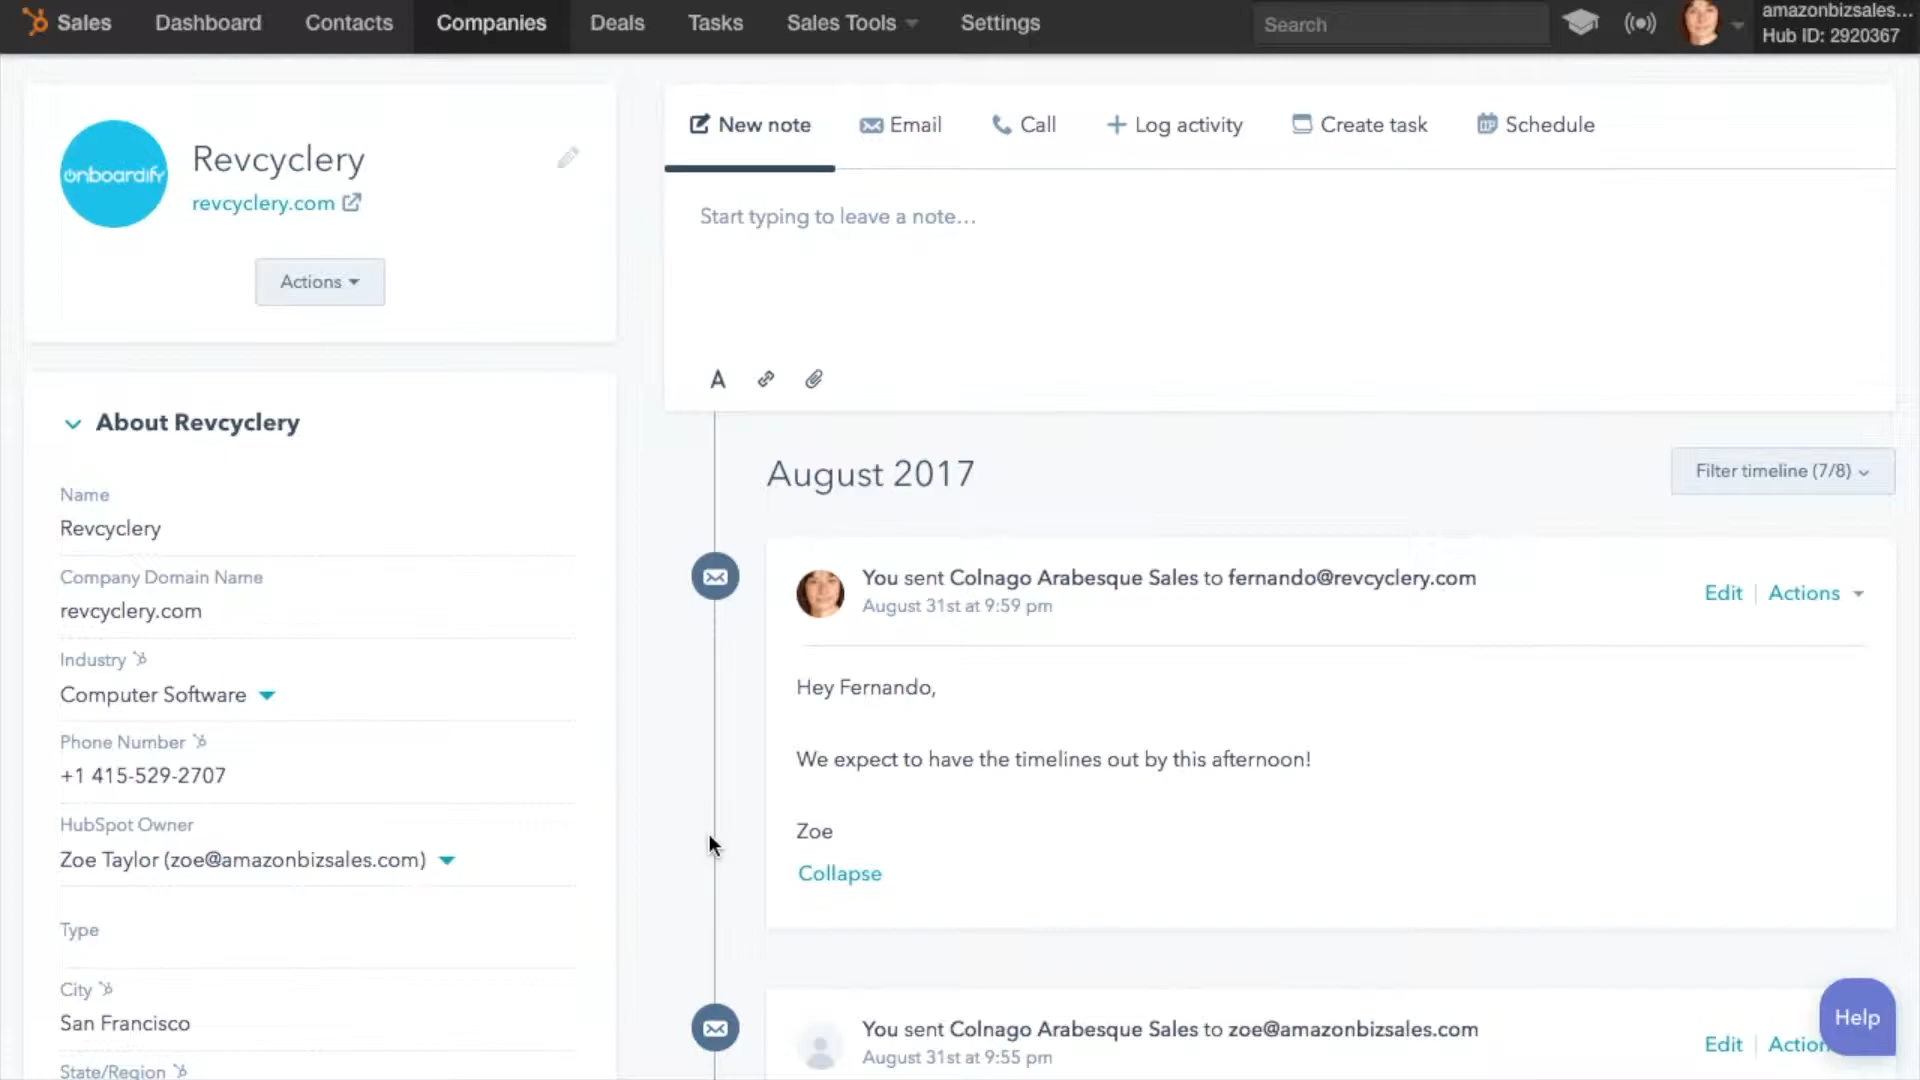 Sales
Dashboard
Contacts
Companies
Deals
Tasks
Sales Tools
Settings
Search
amazonbizsales...
Hub ID: 2920367
onboardify
Revcyclery
revcyclery.com
Actions
About Revcyclery
Name
Revcyclery
Company Domain Name
revcyclery.com
Industry
Computer Software
Phone Number
+1 415-529-2707
HubSpot Owner
Zoe Taylor (zoe@amazonbizsales.com)
Type
City
San Francisco
State/Region
New note
Email
Call
Log activity
Create task
Schedule
Start typing to leave a note...
A
August 2017
Filter timeline (7/8)
You sent Colnago Arabesque Sales to fernando@revcyclery.com
August 31st at 9:59 pm
Edit
Actions
Hey Fernando,
We expect to have the timelines out by this afternoon!
Zoe
Collapse
You sent Colnago Arabesque Sales to zoe@amazonbizsales.com
August 31st at 9:55 pm
Edit
Action
Help